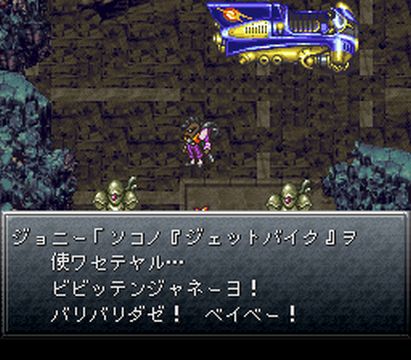 ジョニー「ソコノ『ジェットバイク』ヲ
使ワセテヤル…
ビビッテンジャネーヨ！
バリバリダゼ！　ベイベー！